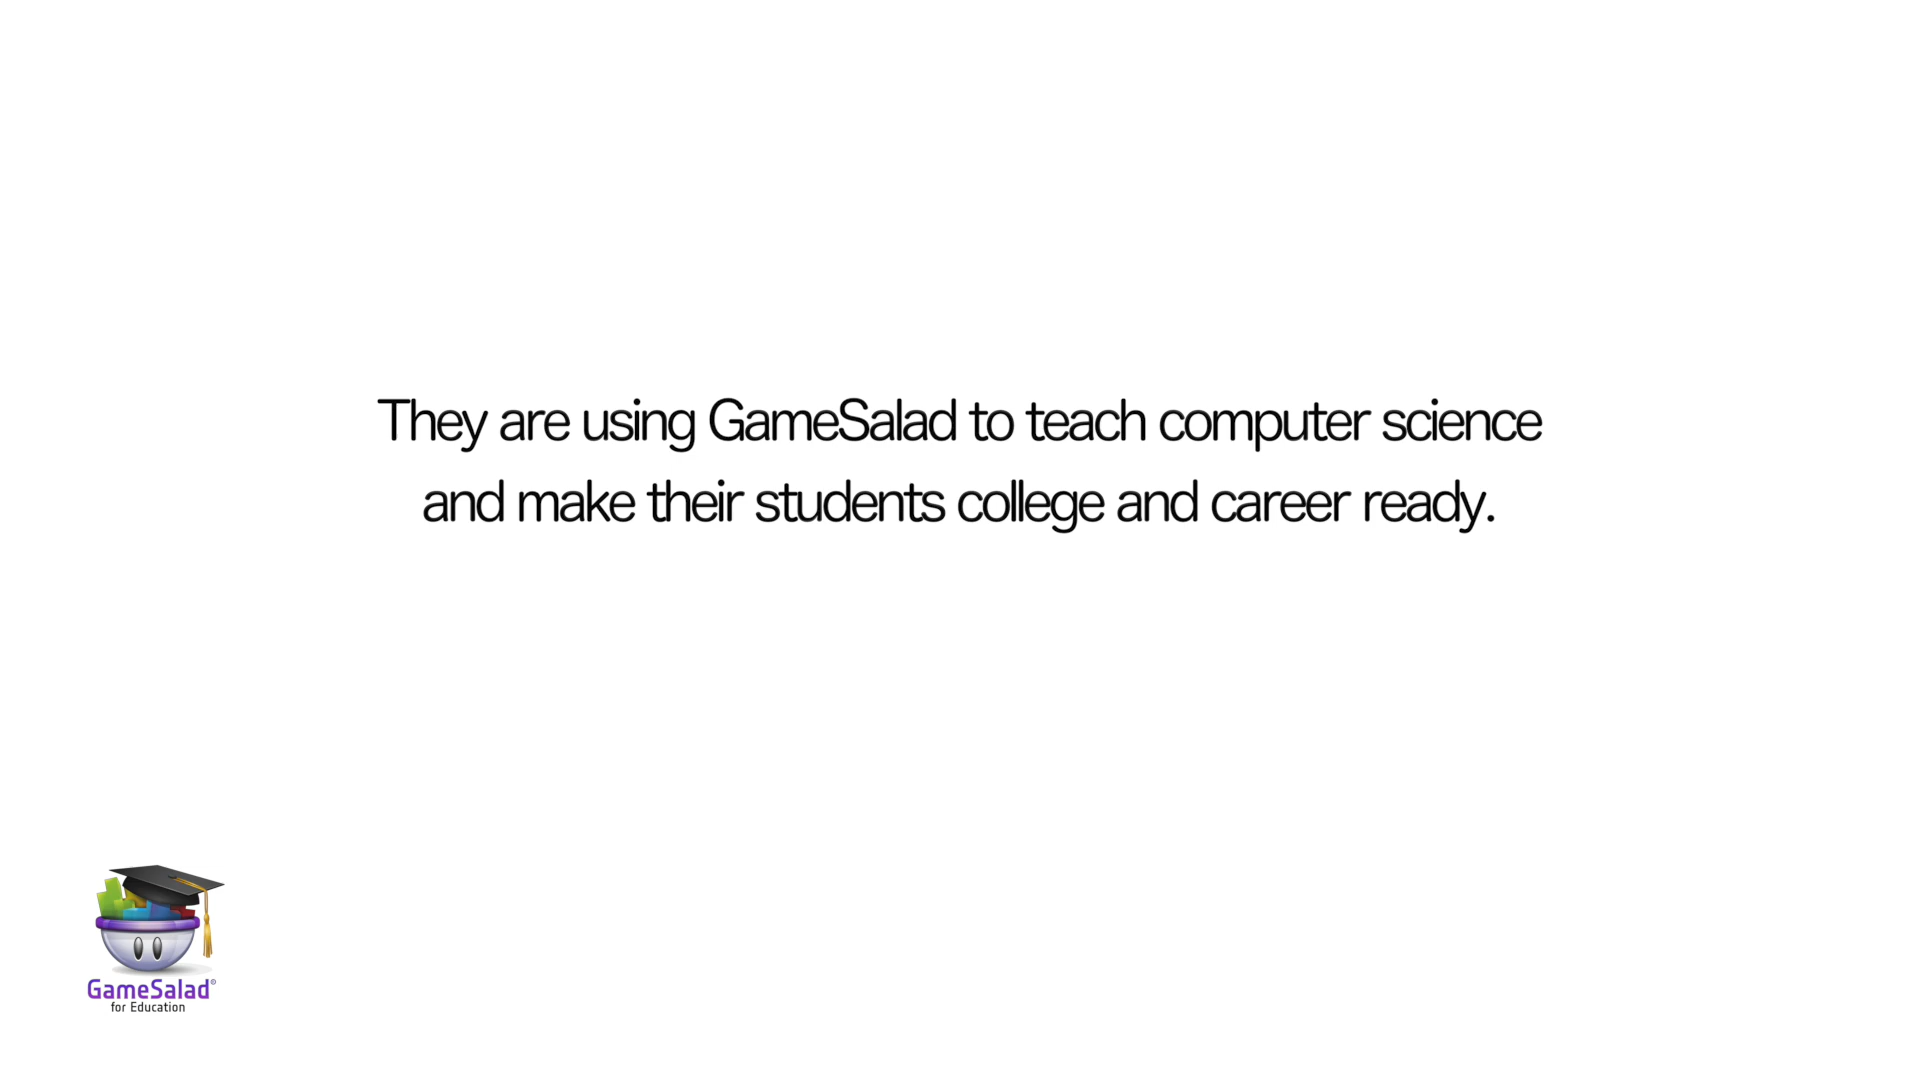 They are using GameSalad to teach computer science
and make their students college and career ready.
GameSalad®
for Education